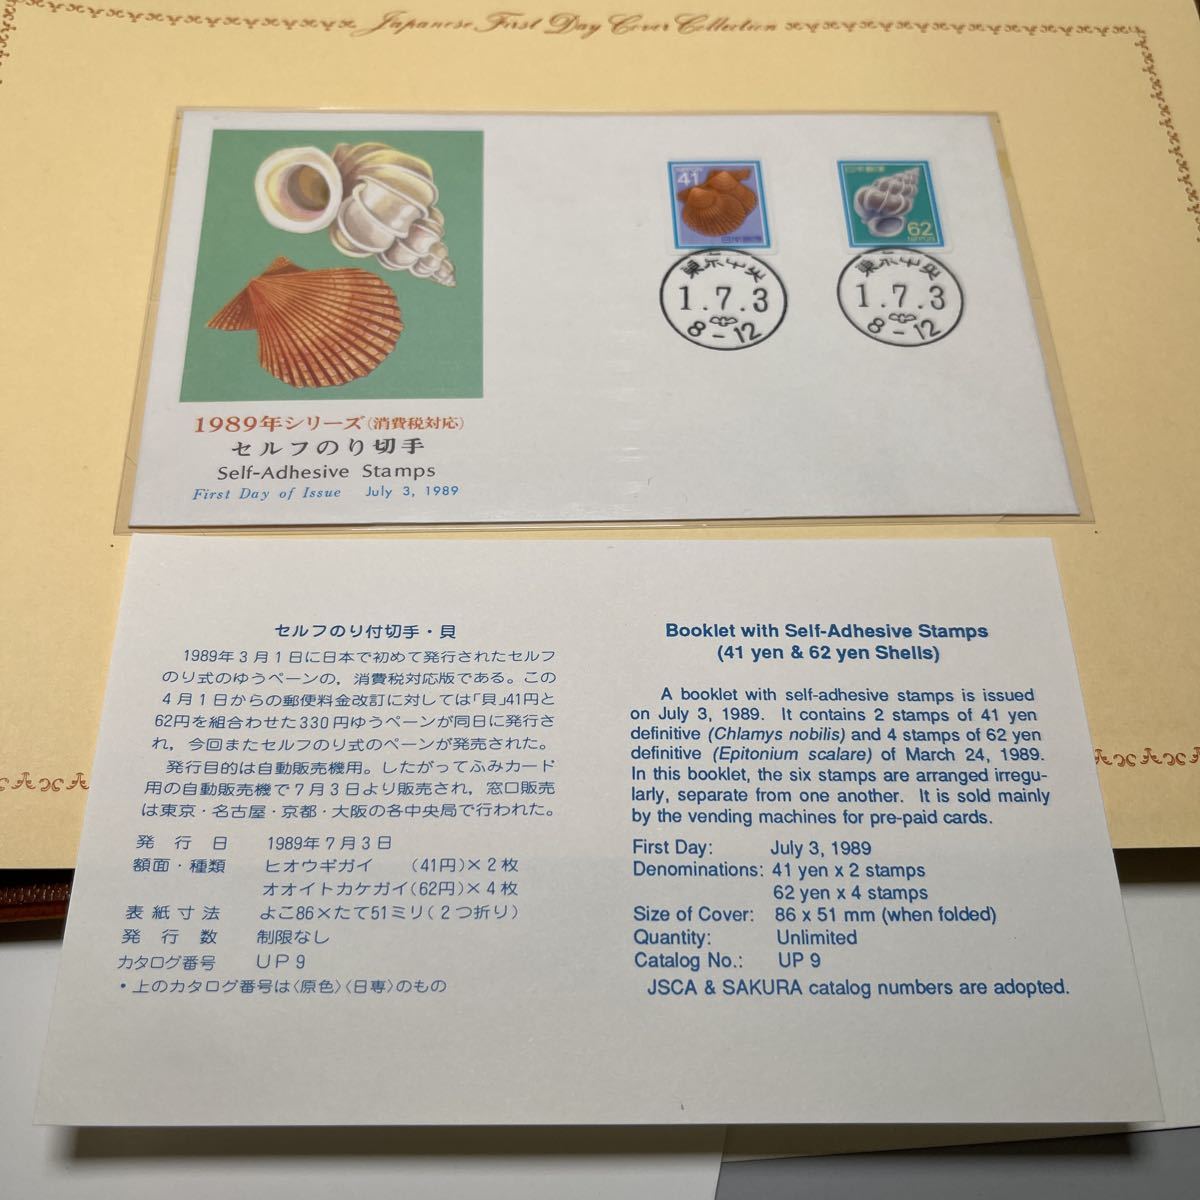 Japanese First Day Cover Collection
NIPPON
41
日本郵便
日本郵便
62
NIPPON
東京中央
1.7.3
8-12
東京中央
1.7.3
8-12
1989年シリーズ(消費税対応)
セルフのり切手
Self-Adhesive Stamps
First Day of Issue July 3, 1989
セルフのり付切手・貝
1989年3月1日に日本で初めて発行されたセルフ
のり式のゆうペーンの,消費税対応版である。この
4月1日からの郵便料金改訂に対しては「貝」41円と
62円を組合わせた330円ゆうペーンが同日に発行さ
れ,今回またセルフのり式のペーンが発売された。
発行目的は自動販売機用。したがってふみカード
用の自動販売機で7月3日より販売され,窓口販売
は東京・名古屋・京都・大阪の各中央局で行われた。
発行日 1989年7月3日
額面・種類 ヒオウギガイ (41円)×2枚
オオイトカケガイ(62円)×4枚
表紙寸法 よこ86×たて51ミリ(2つ折り)
発行数 制限なし
カタログ番号 UP9
・上のカタログ番号は〈原色〉〈日専〉のもの
Booklet with Self-Adhesive Stamps
(41 yen & 62 yen Shells)
A booklet with self-adhesive stamps is issued
on July 3, 1989. It contains 2 stamps of 41 yen
definitive (Chlamys nobilis) and 4 stamps of 62 yen
definitive (Epitonium scalare) of March 24, 1989.
In this booklet, the six stamps are arranged irregu-
larly, separate from one another. It is sold mainly
by the vending machines for pre-paid cards.
First Day: July 3, 1989
Denominations: 41 yen x 2 stamps
62 yen x 4 stamps
Size of Cover: 86 x 51 mm (when folded)
Quantity: Unlimited
Catalog No.: UP 9
JSCA & SAKURA catalog numbers are adopted.